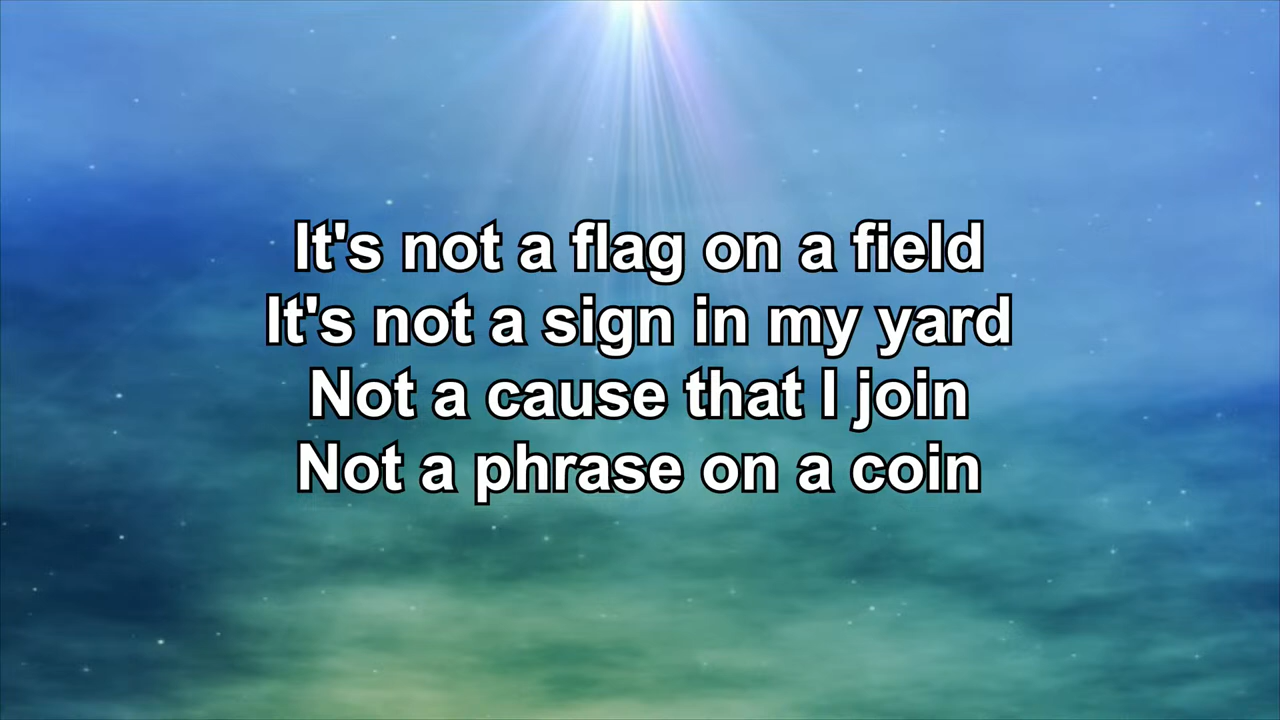 It's not a flag on a field
It's not a sign in my yard
Not a cause that I join
Not a phrase on a coin